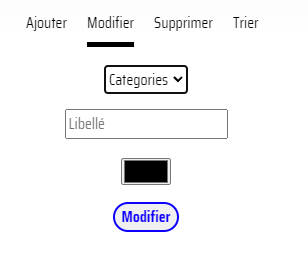 Ajouter Modifier Supprimer Trier
Categories
Libellé
Modifier